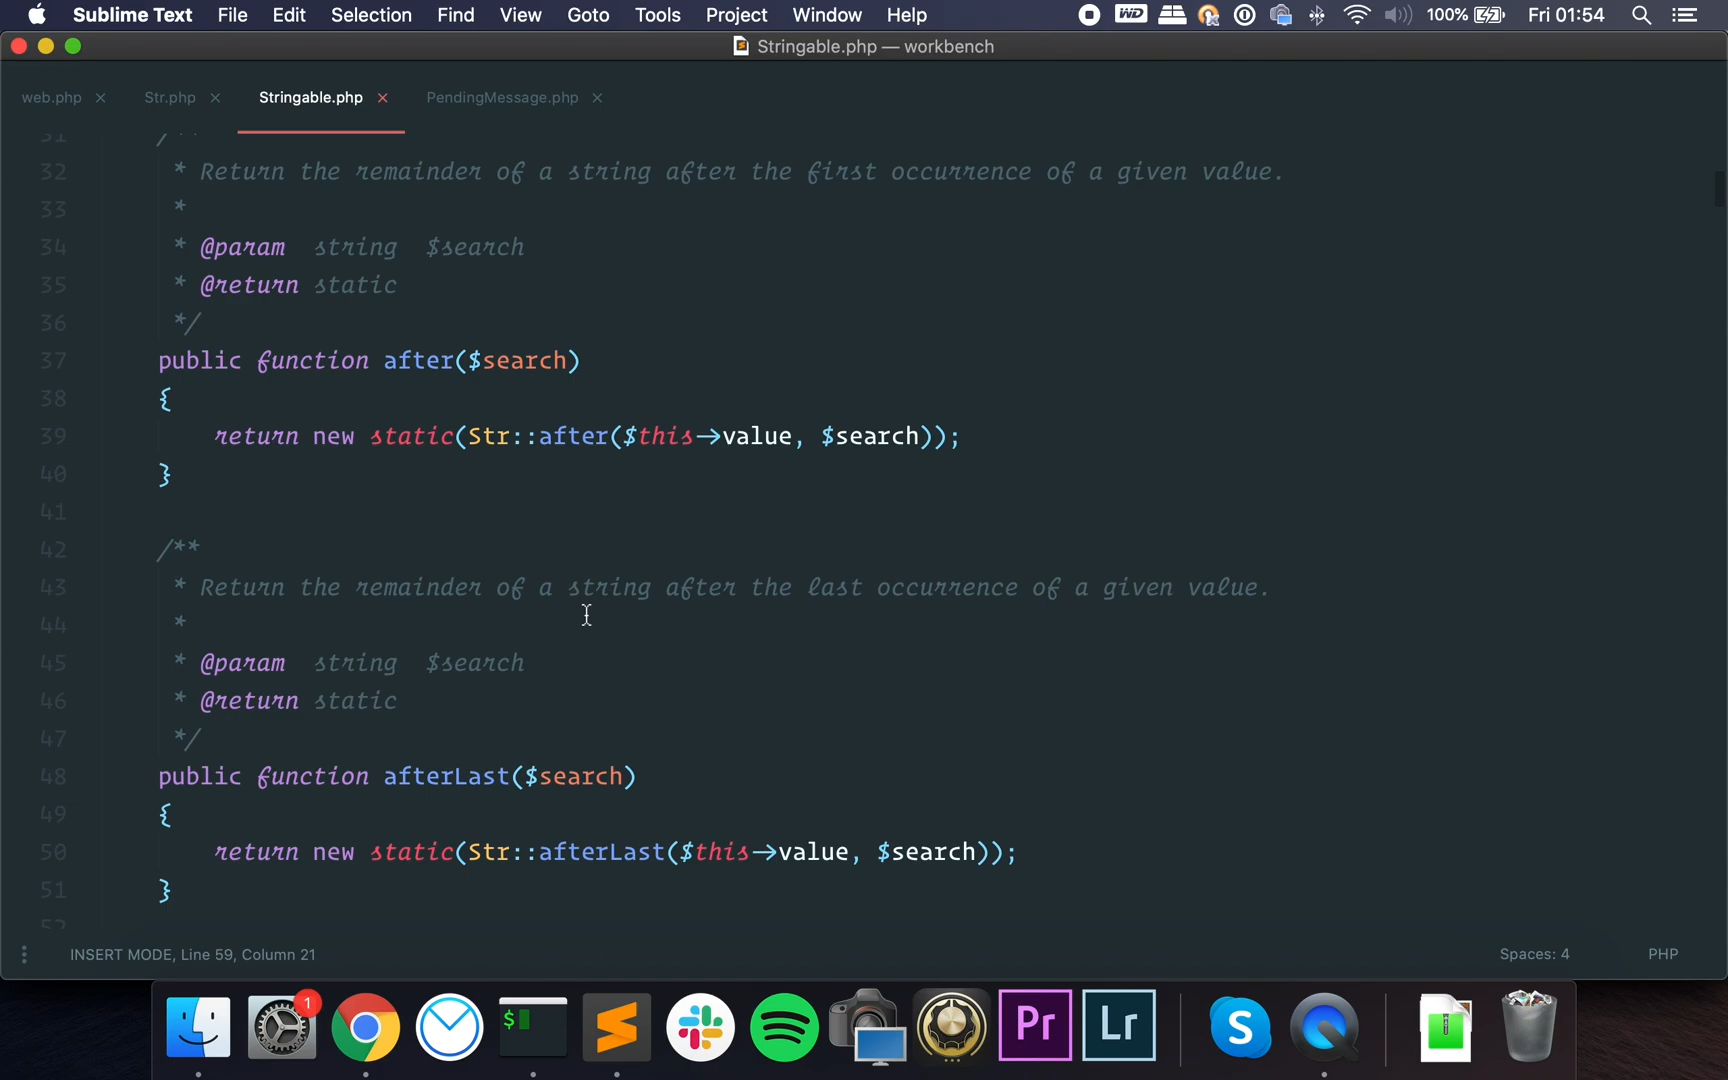 Sublime Text File Edit Selection Find View Goto Tools Project Window Help WD 100% Fri 01:54
Stringable.php — workbench
web.php × Str.php × Stringable.php × PendingMessage.php ×
31 /**
32 * Return the remainder of a string after the first occurrence of a given value.
33 *
34 * @param string $search
35 * @return static
36 */
37 public function after($search)
38 {
39 return new static(Str::after($this->value, $search));
40 }
41
42 /**
43 * Return the remainder of a string after the last occurrence of a given value.
44 *
45 * @param string $search
46 * @return static
47 */
48 public function afterLast($search)
49 {
50 return new static(Str::afterLast($this->value, $search));
51 }
52
INSERT MODE, Line 59, Column 21 Spaces: 4 PHP
1 $ Pr Lr S